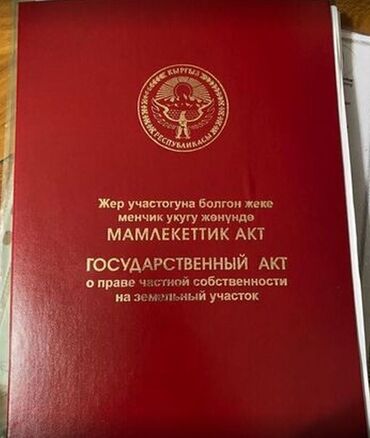 КЫРГЫЗ
РЕСПУБЛИКАСЫ
Жер участогуна болгон жеке
менчик укугу жөнүндө
МАМЛЕКЕТТИК АКТ
ГОСУДАРСТВЕННЫЙ АКТ
о праве частной собственности
на земельный участок